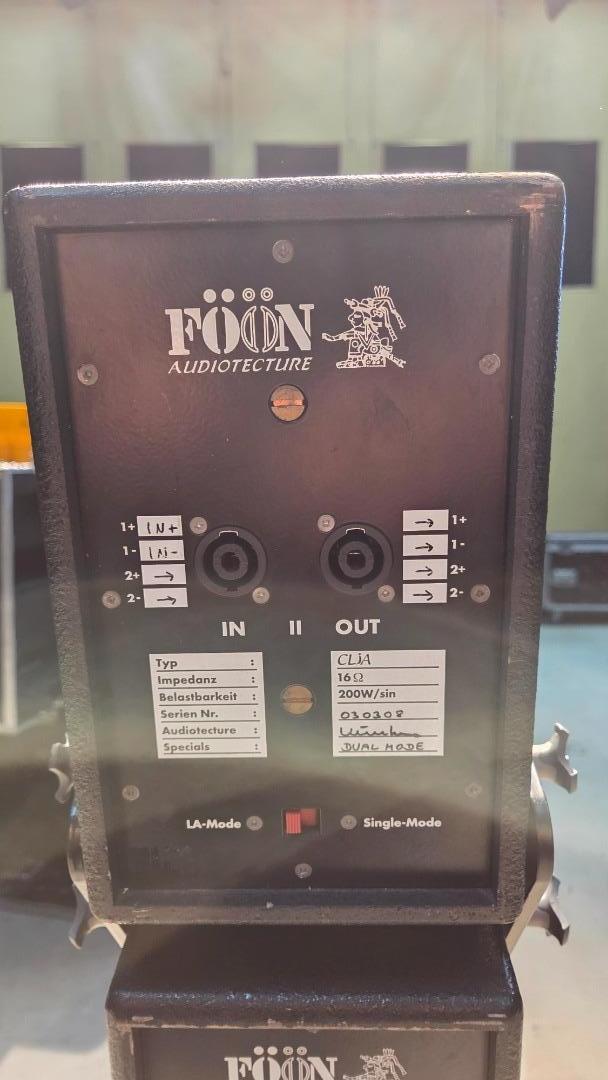 FÖÖN
AUDIOTECTURE
1+ IN+ → 1+
1- IN- → 1-
2+ → → 2+
2- → → 2-
IN II OUT
Typ : CLiA
Impedanz : 16Ω
Belastbarkeit : 200W/sin
Serien Nr. : 030308
Audiotecture :
Specials : DUAL MODE
LA-Mode Single-Mode
FÖÖN